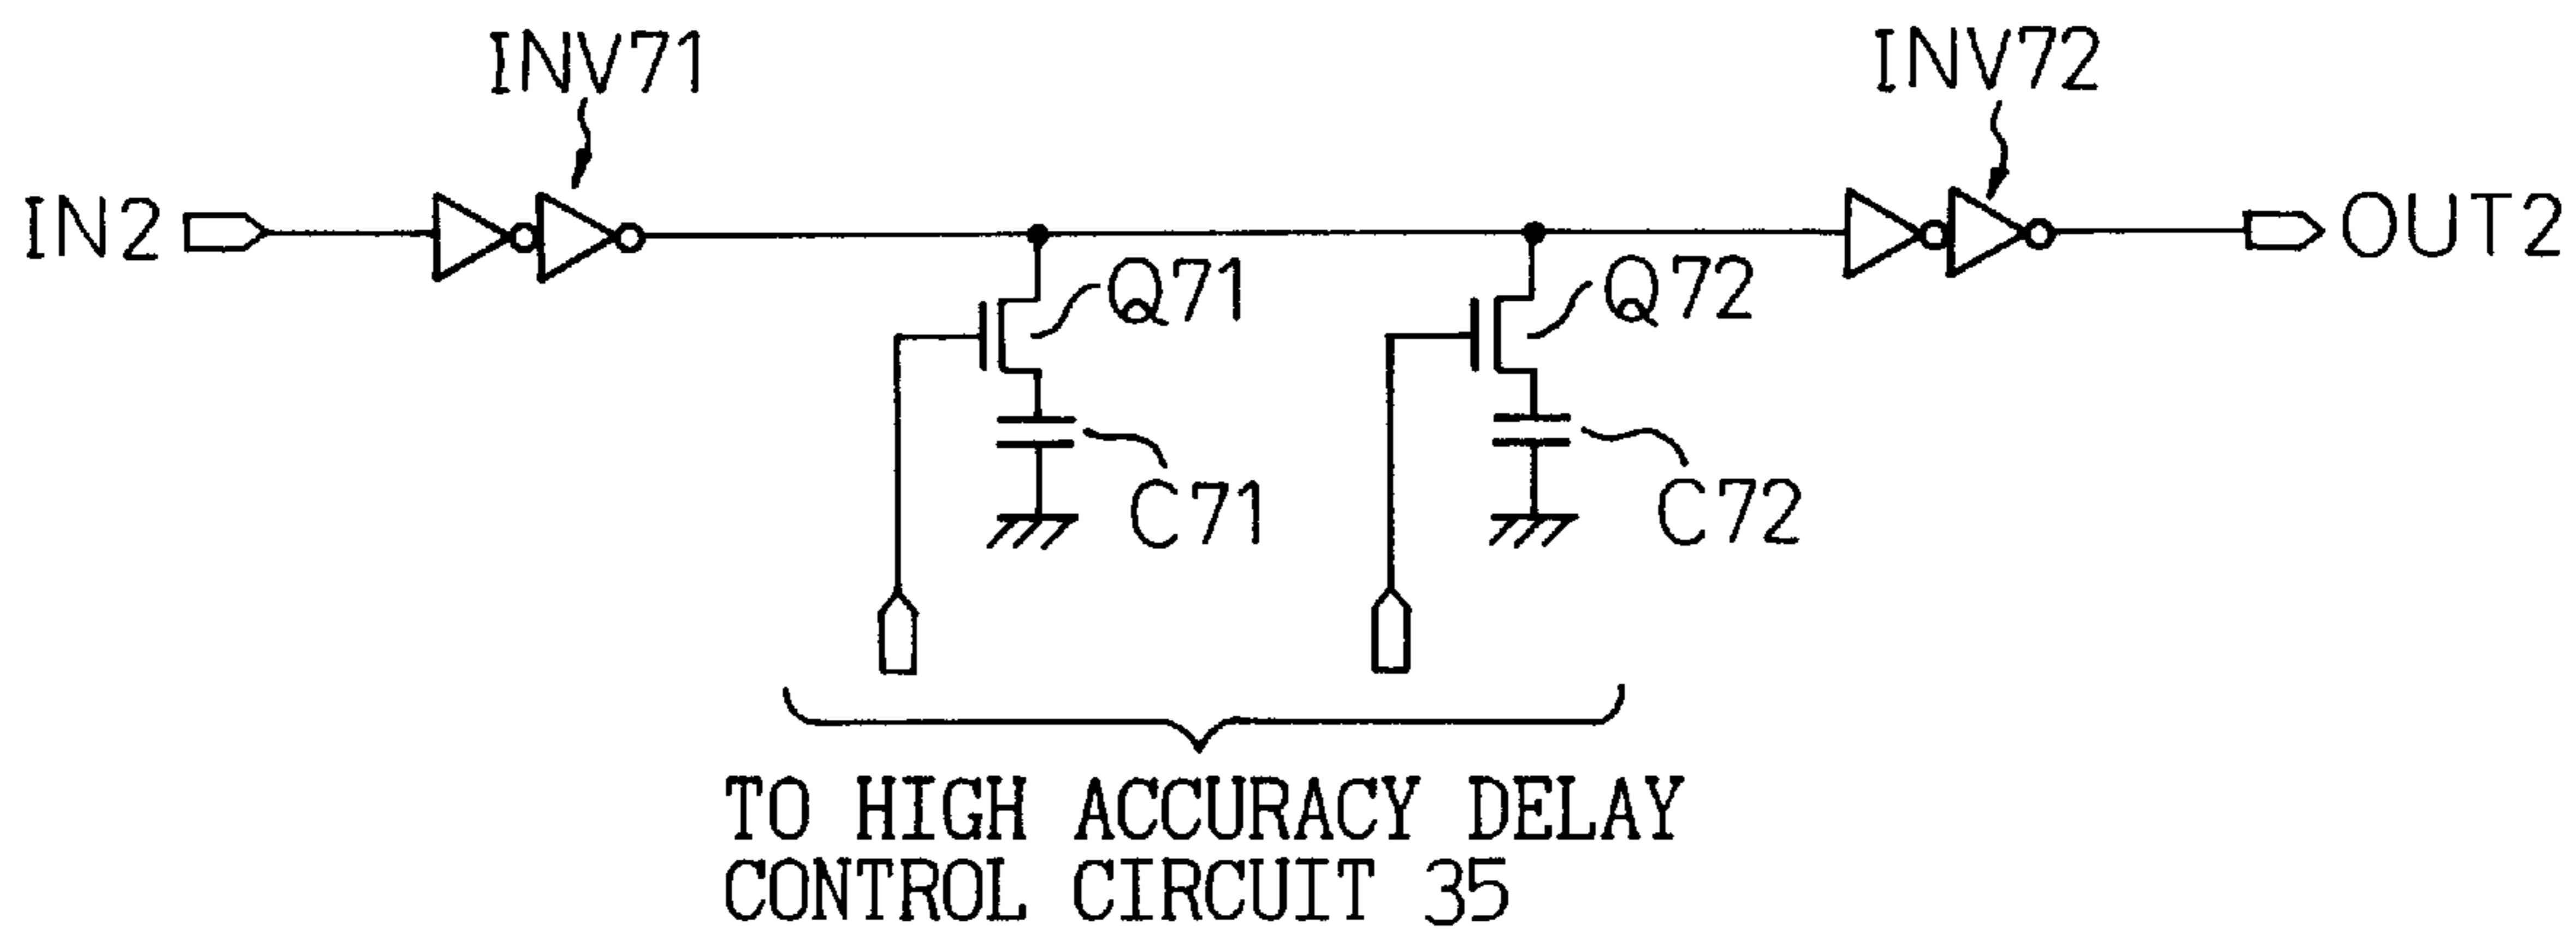 INV71
INV72
IN2
OUT2
Q71
Q72
C71
C72
TO HIGH ACCURACY DELAY
CONTROL CIRCUIT 35